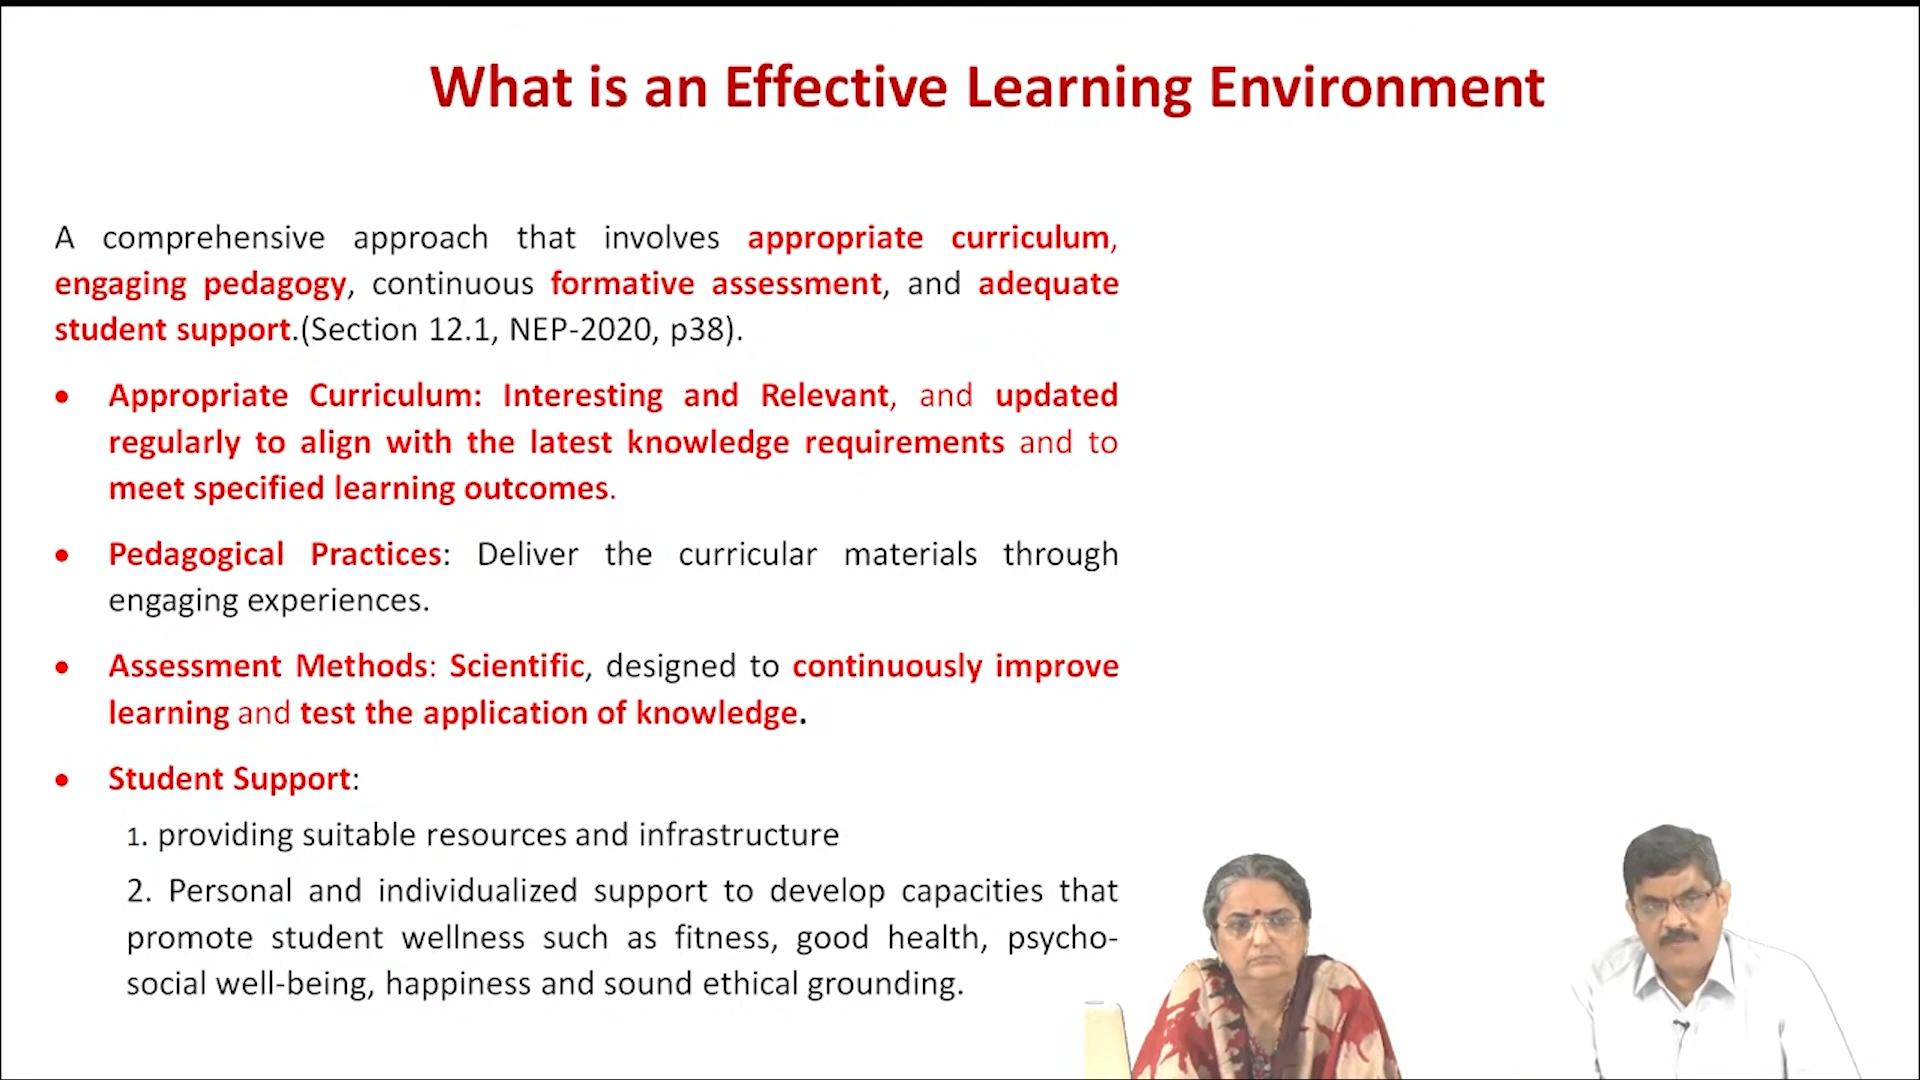 What is an Effective Learning Environment
A comprehensive approach that involves appropriate curriculum,
engaging pedagogy, continuous formative assessment, and adequate
student support.(Section 12.1, NEP-2020, p38).
• Appropriate Curriculum: Interesting and Relevant, and updated
regularly to align with the latest knowledge requirements and to
meet specified learning outcomes.
• Pedagogical Practices: Deliver the curricular materials through
engaging experiences.
• Assessment Methods: Scientific, designed to continuously improve
learning and test the application of knowledge.
• Student Support:
1. providing suitable resources and infrastructure
2. Personal and individualized support to develop capacities that
promote student wellness such as fitness, good health, psycho-
social well-being, happiness and sound ethical grounding.